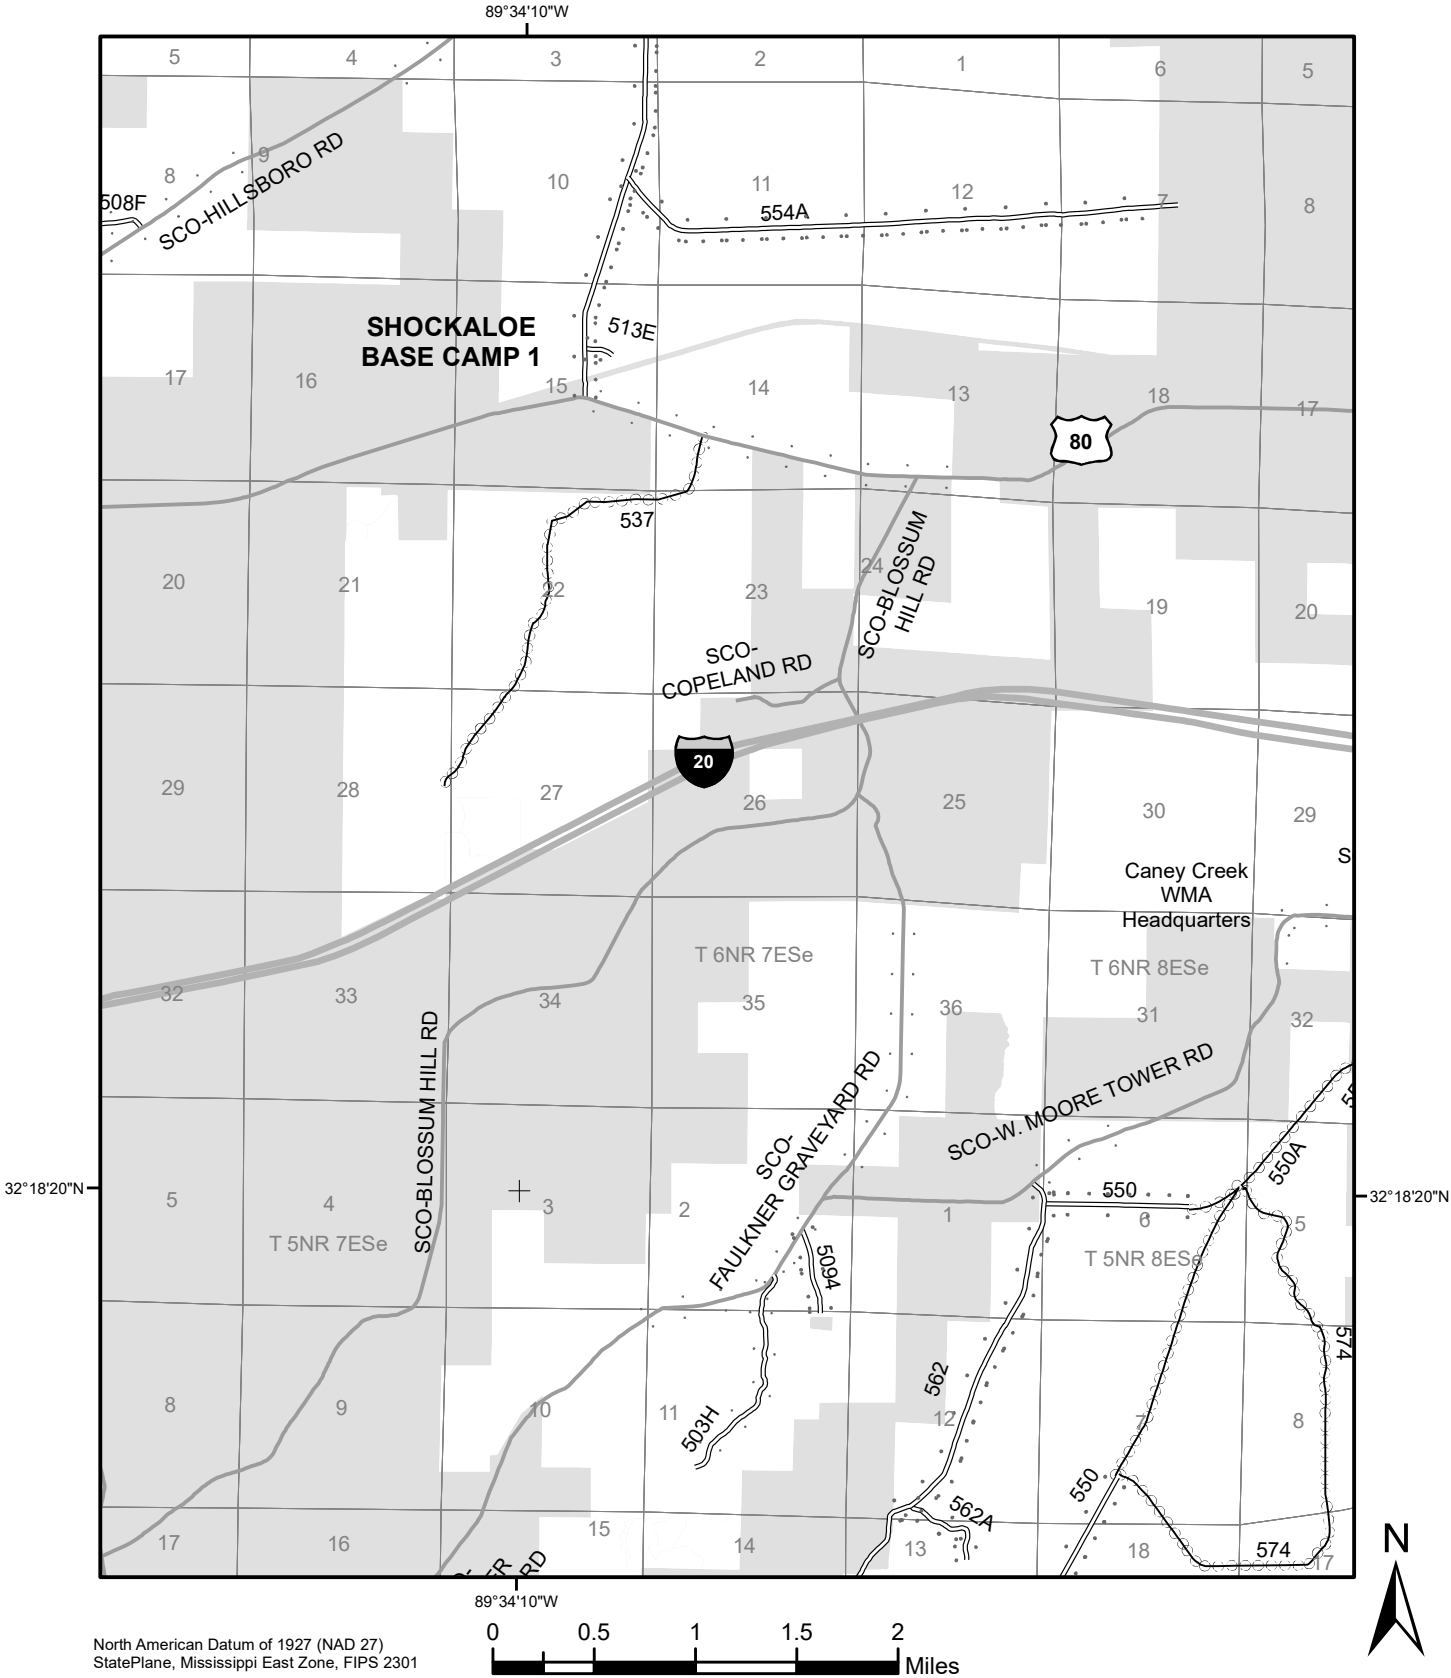 89°34'10"W
5
4
3
2
1
6
5
9
SCO-HILLSBORO RD
8
10
11
12
7
8
508F
554A
513E
SHOCKALOE
BASE CAMP 1
17
16
15
14
13
18
17
80
537
SCO-BLOSSUM
HILL RD
24
20
21
22
23
19
20
SCO-
COPELAND RD
20
29
28
27
26
25
30
29
S
Caney Creek
WMA
Headquarters
T 6NR 7ESe
T 6NR 8ESe
32
33
34
35
36
31
32
SCO-BLOSSUM HILL RD
SCO-
FAULKNER GRAVEYARD RD
SCO-W. MOORE TOWER RD
550A
32°18'20"N
32°18'20"N
550
5
4
3
2
1
6
5
T 5NR 7ESe
T 5NR 8ESe
5094
574
562
8
9
10
11
12
7
8
503H
550
562A
17
16
15
14
13
18
574
17
RD
89°34'10"W
N
0 0.5 1 1.5 2
Miles
North American Datum of 1927 (NAD 27)
StatePlane, Mississippi East Zone, FIPS 2301